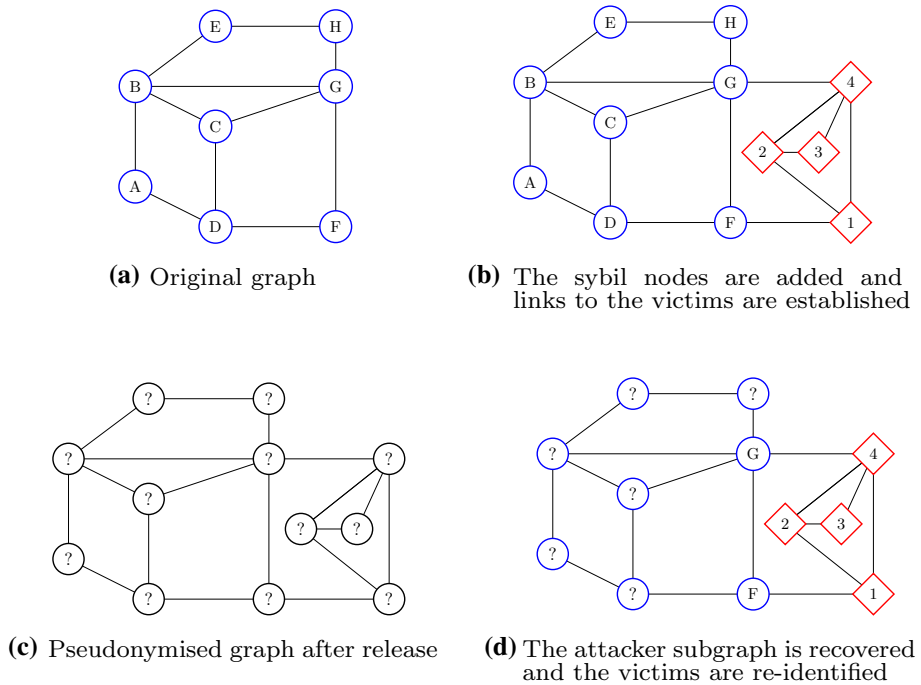 E H
B G
C
A
D F
(a) Original graph
E H
B G 4
C
2 3
A
D F 1
(b) The sybil nodes are added and
links to the victims are established
? ?
? ? ?
?
? ?
?
? ? ?
(c) Pseudonymised graph after release
? ?
? G 4
?
2 3
?
? F 1
(d) The attacker subgraph is recovered
and the victims are re-identified